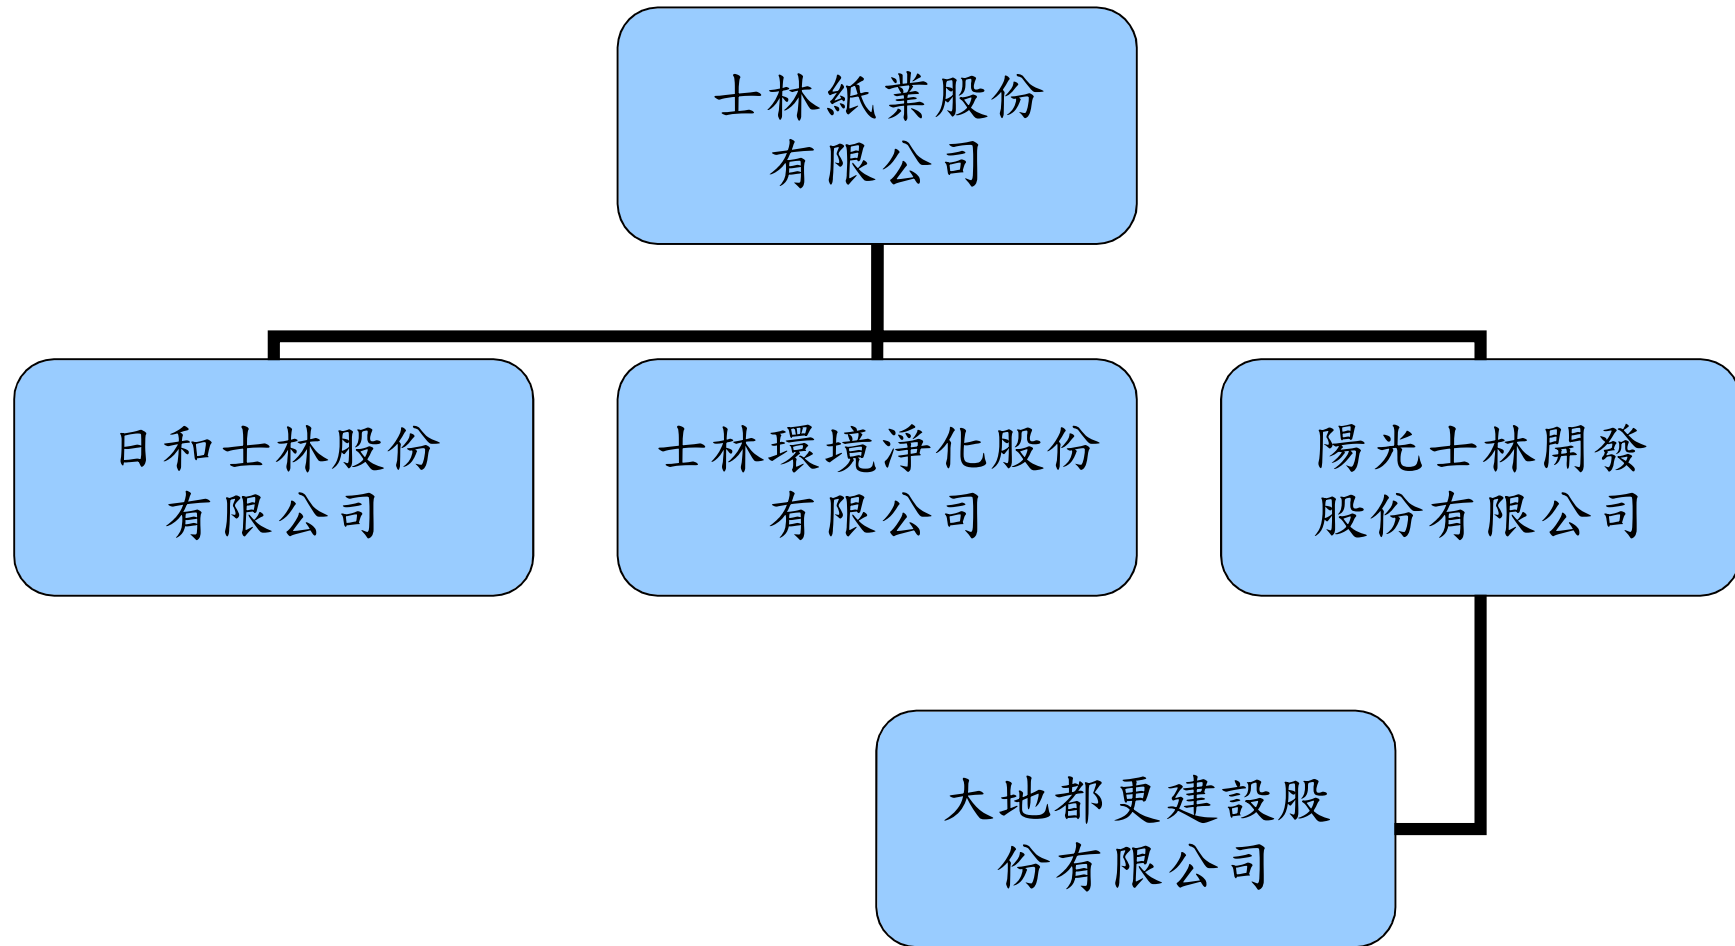 士林紙業股份
有限公司
日和士林股份
有限公司
士林環境淨化股份
有限公司
陽光士林開發
股份有限公司
大地都更建設股
份有限公司